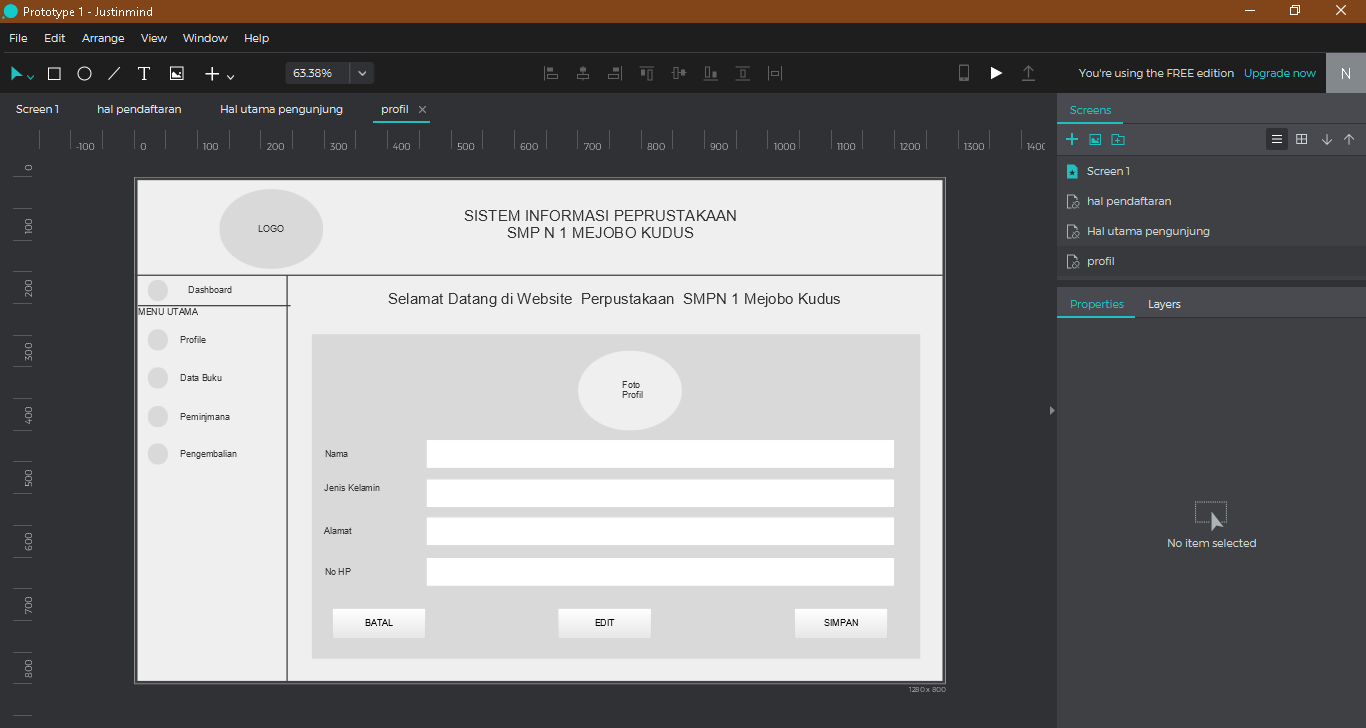 Prototype 1 - Justinmind
File Edit Arrange View Window Help
T 63.38% You're using the FREE edition Upgrade now N
Screen 1 hal pendaftaran Hal utama pengunjung profil
-100 0 100 200 300 400 500 600 700 800 900 1000 1100 1200 1300 1400
0
100
200
300
400
500
600
700
800
LOGO
SISTEM INFORMASI PEPRUSTAKAAN
SMP N 1 MEJOBO KUDUS
Dashboard
MENU UTAMA
Profile
Data Buku
Peminjmana
Pengembalian
Selamat Datang di Website Perpustakaan SMPN 1 Mejobo Kudus
Foto
Profil
Nama
Jenis Kelamin
Alamat
No HP
BATAL EDIT SIMPAN
1280 x 800
Screens
Screen 1
hal pendaftaran
Hal utama pengunjung
profil
Properties Layers
No item selected